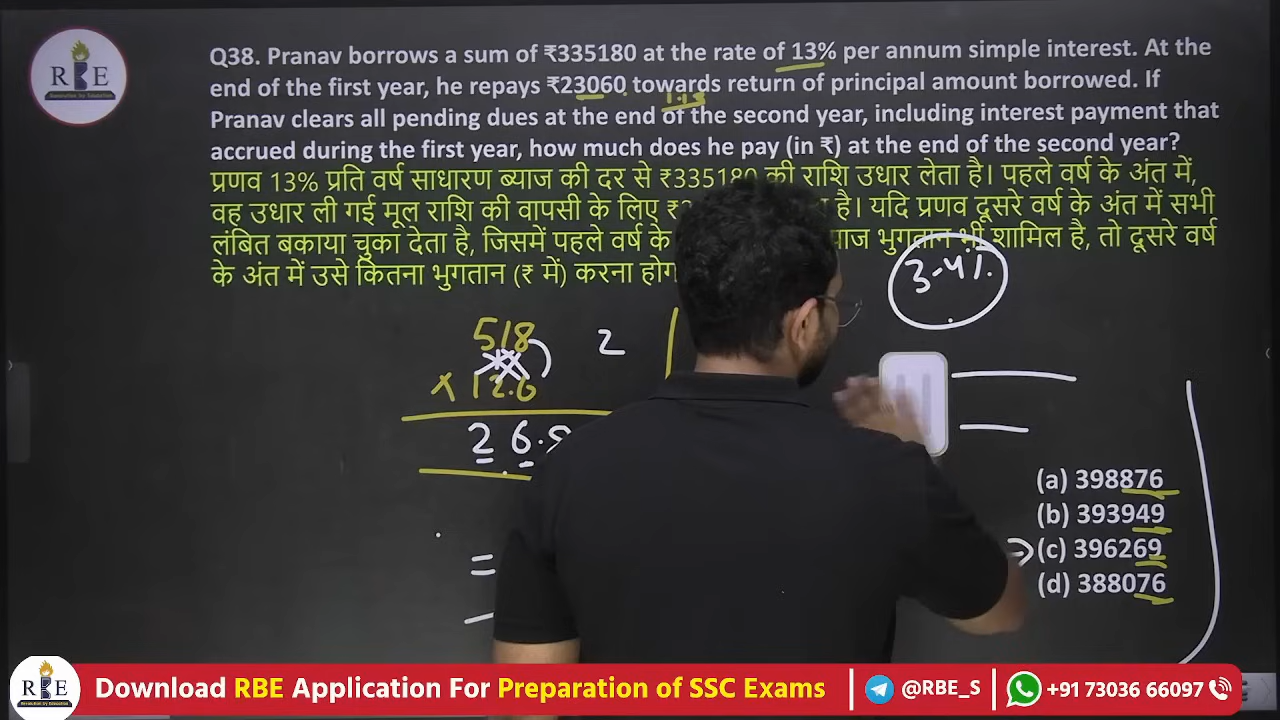 RBE
Q38. Pranav borrows a sum of ₹335180 at the rate of 13% per annum simple interest. At the
end of the first year, he repays ₹23060 towards return of principal amount borrowed. If
Pranav clears all pending dues at the end of the second year, including interest payment that
accrued during the first year, how much does he pay (in ₹) at the end of the second year?
प्रणव 13% प्रति वर्ष साधारण ब्याज की दर से ₹335180 की राशि उधार लेता है। पहले वर्ष के अंत में,
वह उधार ली गई मूल राशि की वापसी के लिए है। यदि प्रणव दूसरे वर्ष के अंत में सभी
लंबित बकाया चुका देता है, जिसमें पहले वर्ष के भुगतान भी शामिल है, तो दूसरे वर्ष
के अंत में उसे कितना भुगतान (₹ में) करना
3-4%
518 2
× 12.6
26.
(a) 398876
(b) 393949
(c) 396269
(d) 388076
RBE Download RBE Application For Preparation of SSC Exams @RBE_S +91 73036 66097